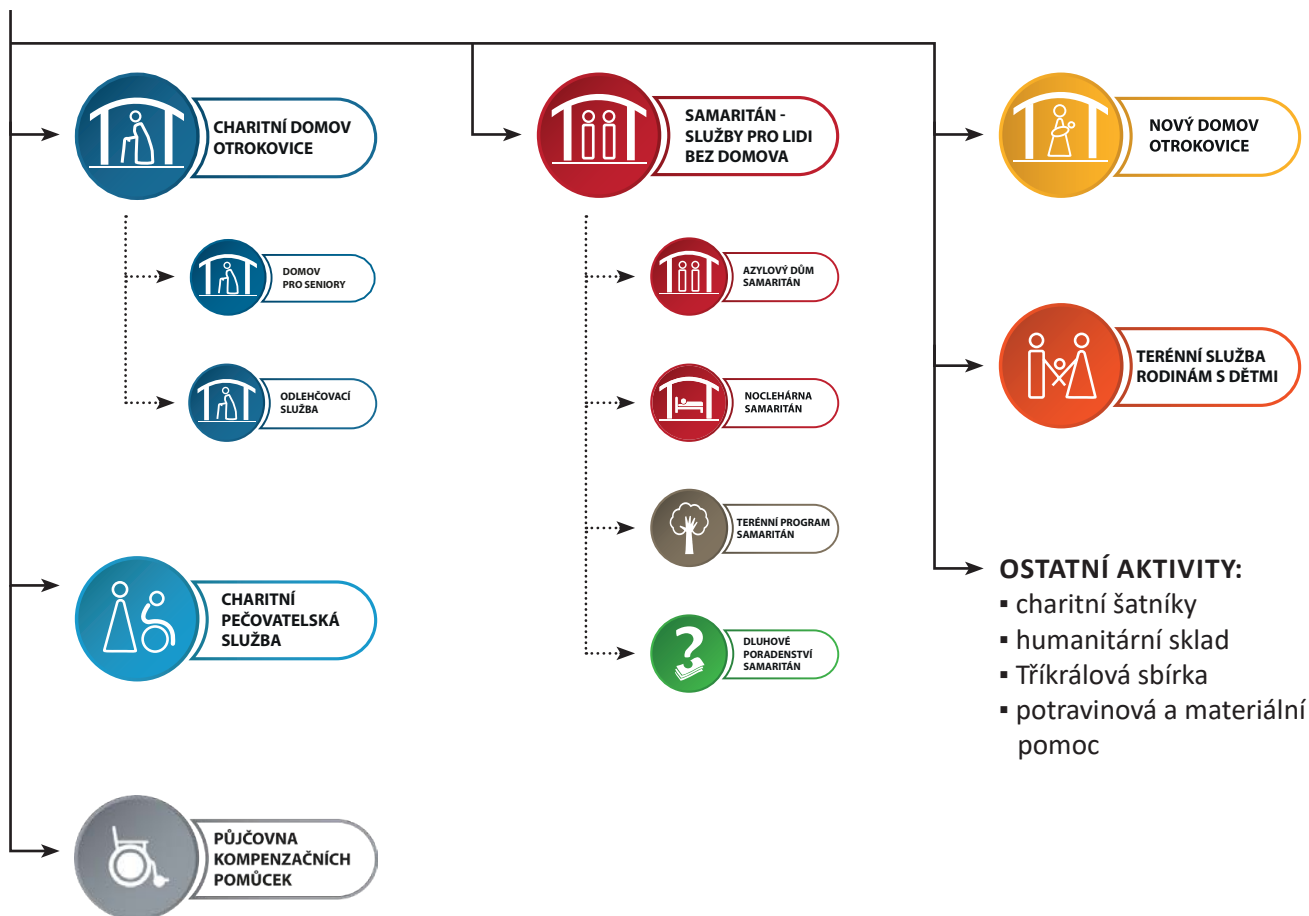 CHARITNÍ DOMOV
OTROKOVICE
DOMOV
PRO SENIORY
ODLEHČOVACÍ
SLUŽBA
CHARITNÍ
PEČOVATELSKÁ
SLUŽBA
PŮJČOVNA
KOMPENZAČNÍCH
POMŮCEK
SAMARITÁN -
SLUŽBY PRO LIDI
BEZ DOMOVA
AZYLOVÝ DŮM
SAMARITÁN
NOCLEHÁRNA
SAMARITÁN
TERÉNNÍ PROGRAM
SAMARITÁN
DLUHOVÉ
PORADENSTVÍ
SAMARITÁN
NOVÝ DOMOV
OTROKOVICE
TERÉNNÍ SLUŽBA
RODINÁM S DĚTMI
OSTATNÍ AKTIVITY:
▪ charitní šatníky
▪ humanitární sklad
▪ Tříkrálová sbírka
▪ potravinová a materiální
pomoc